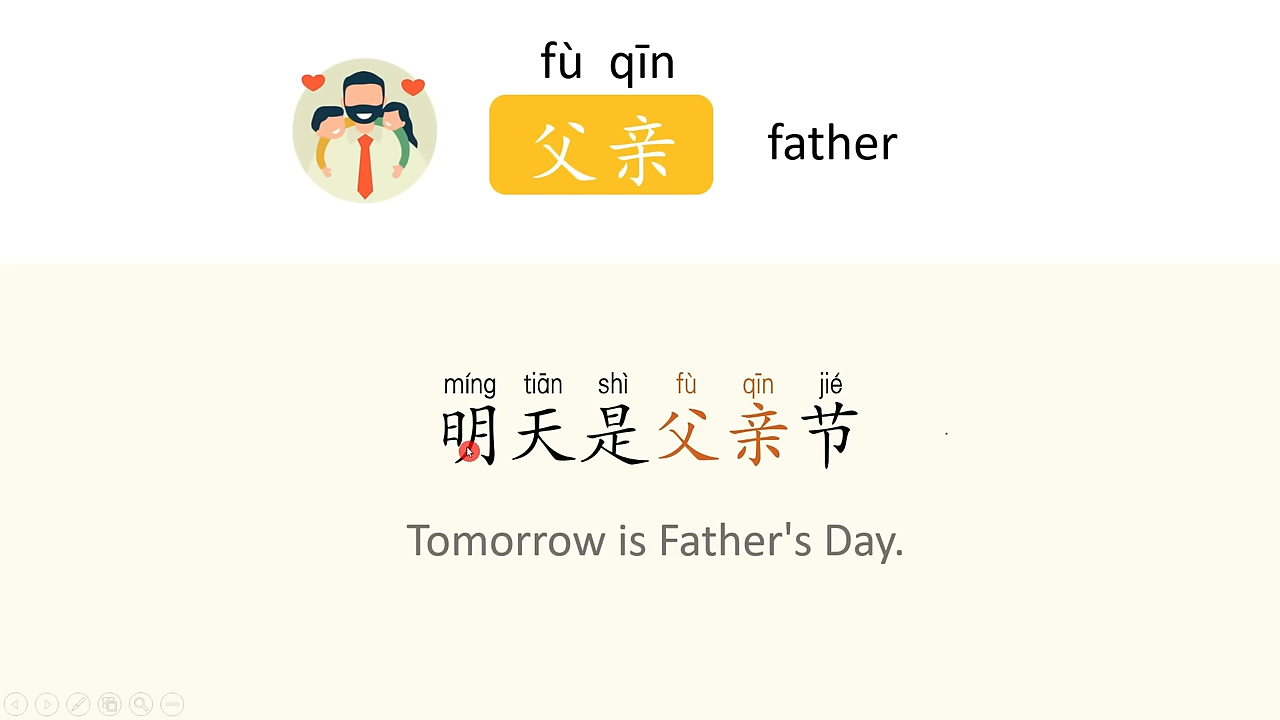 fù qīn
父亲
father
míng tiān shì fù qīn jié
明天是父亲节
Tomorrow is Father's Day.